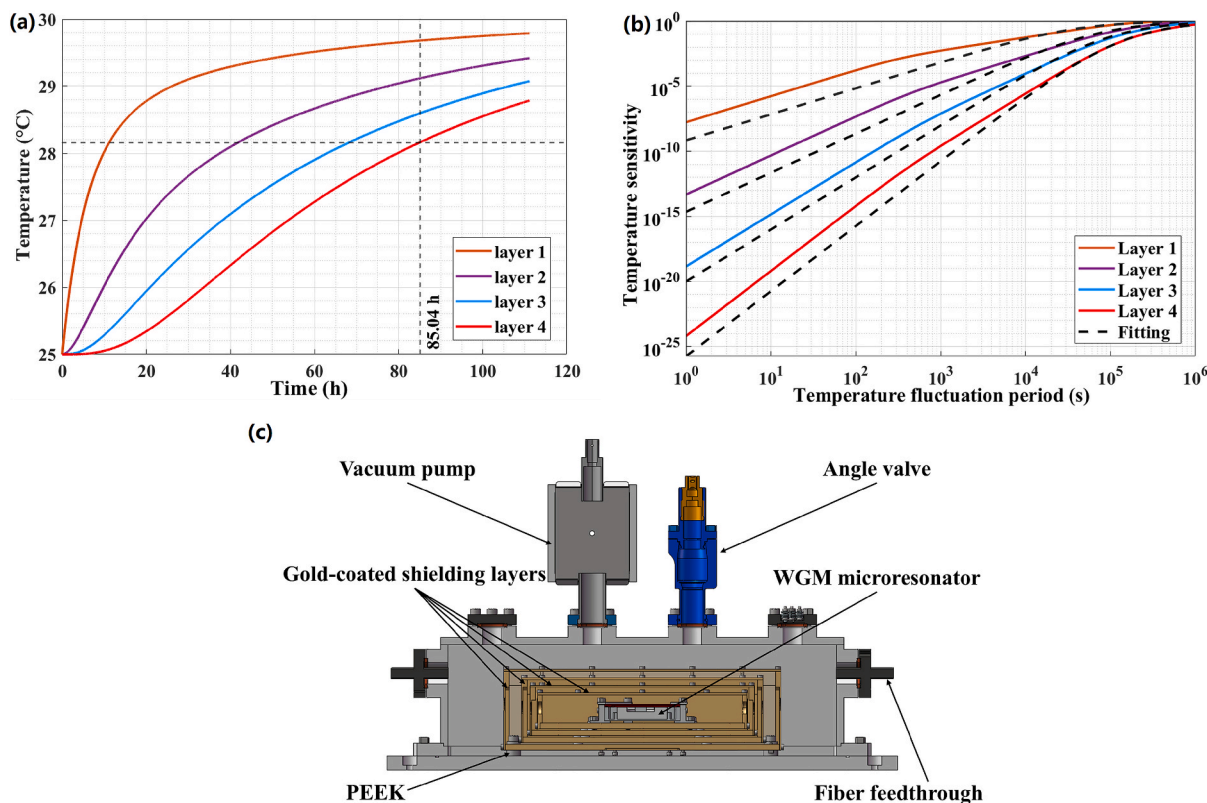 (a)
30
29
28
27
26
25
Temperature (°C)
0 20 40 60 80 100 120
Time (h)
85.04 h
layer 1
layer 2
layer 3
layer 4
(b)
10^0
10^-5
10^-10
10^-15
10^-20
10^-25
Temperature sensitivity
10^0 10^1 10^2 10^3 10^4 10^5 10^6
Temperature fluctuation period (s)
Layer 1
Layer 2
Layer 3
Layer 4
Fitting
(c)
Vacuum pump
Angle valve
Gold-coated shielding layers
WGM microresonator
PEEK
Fiber feedthrough